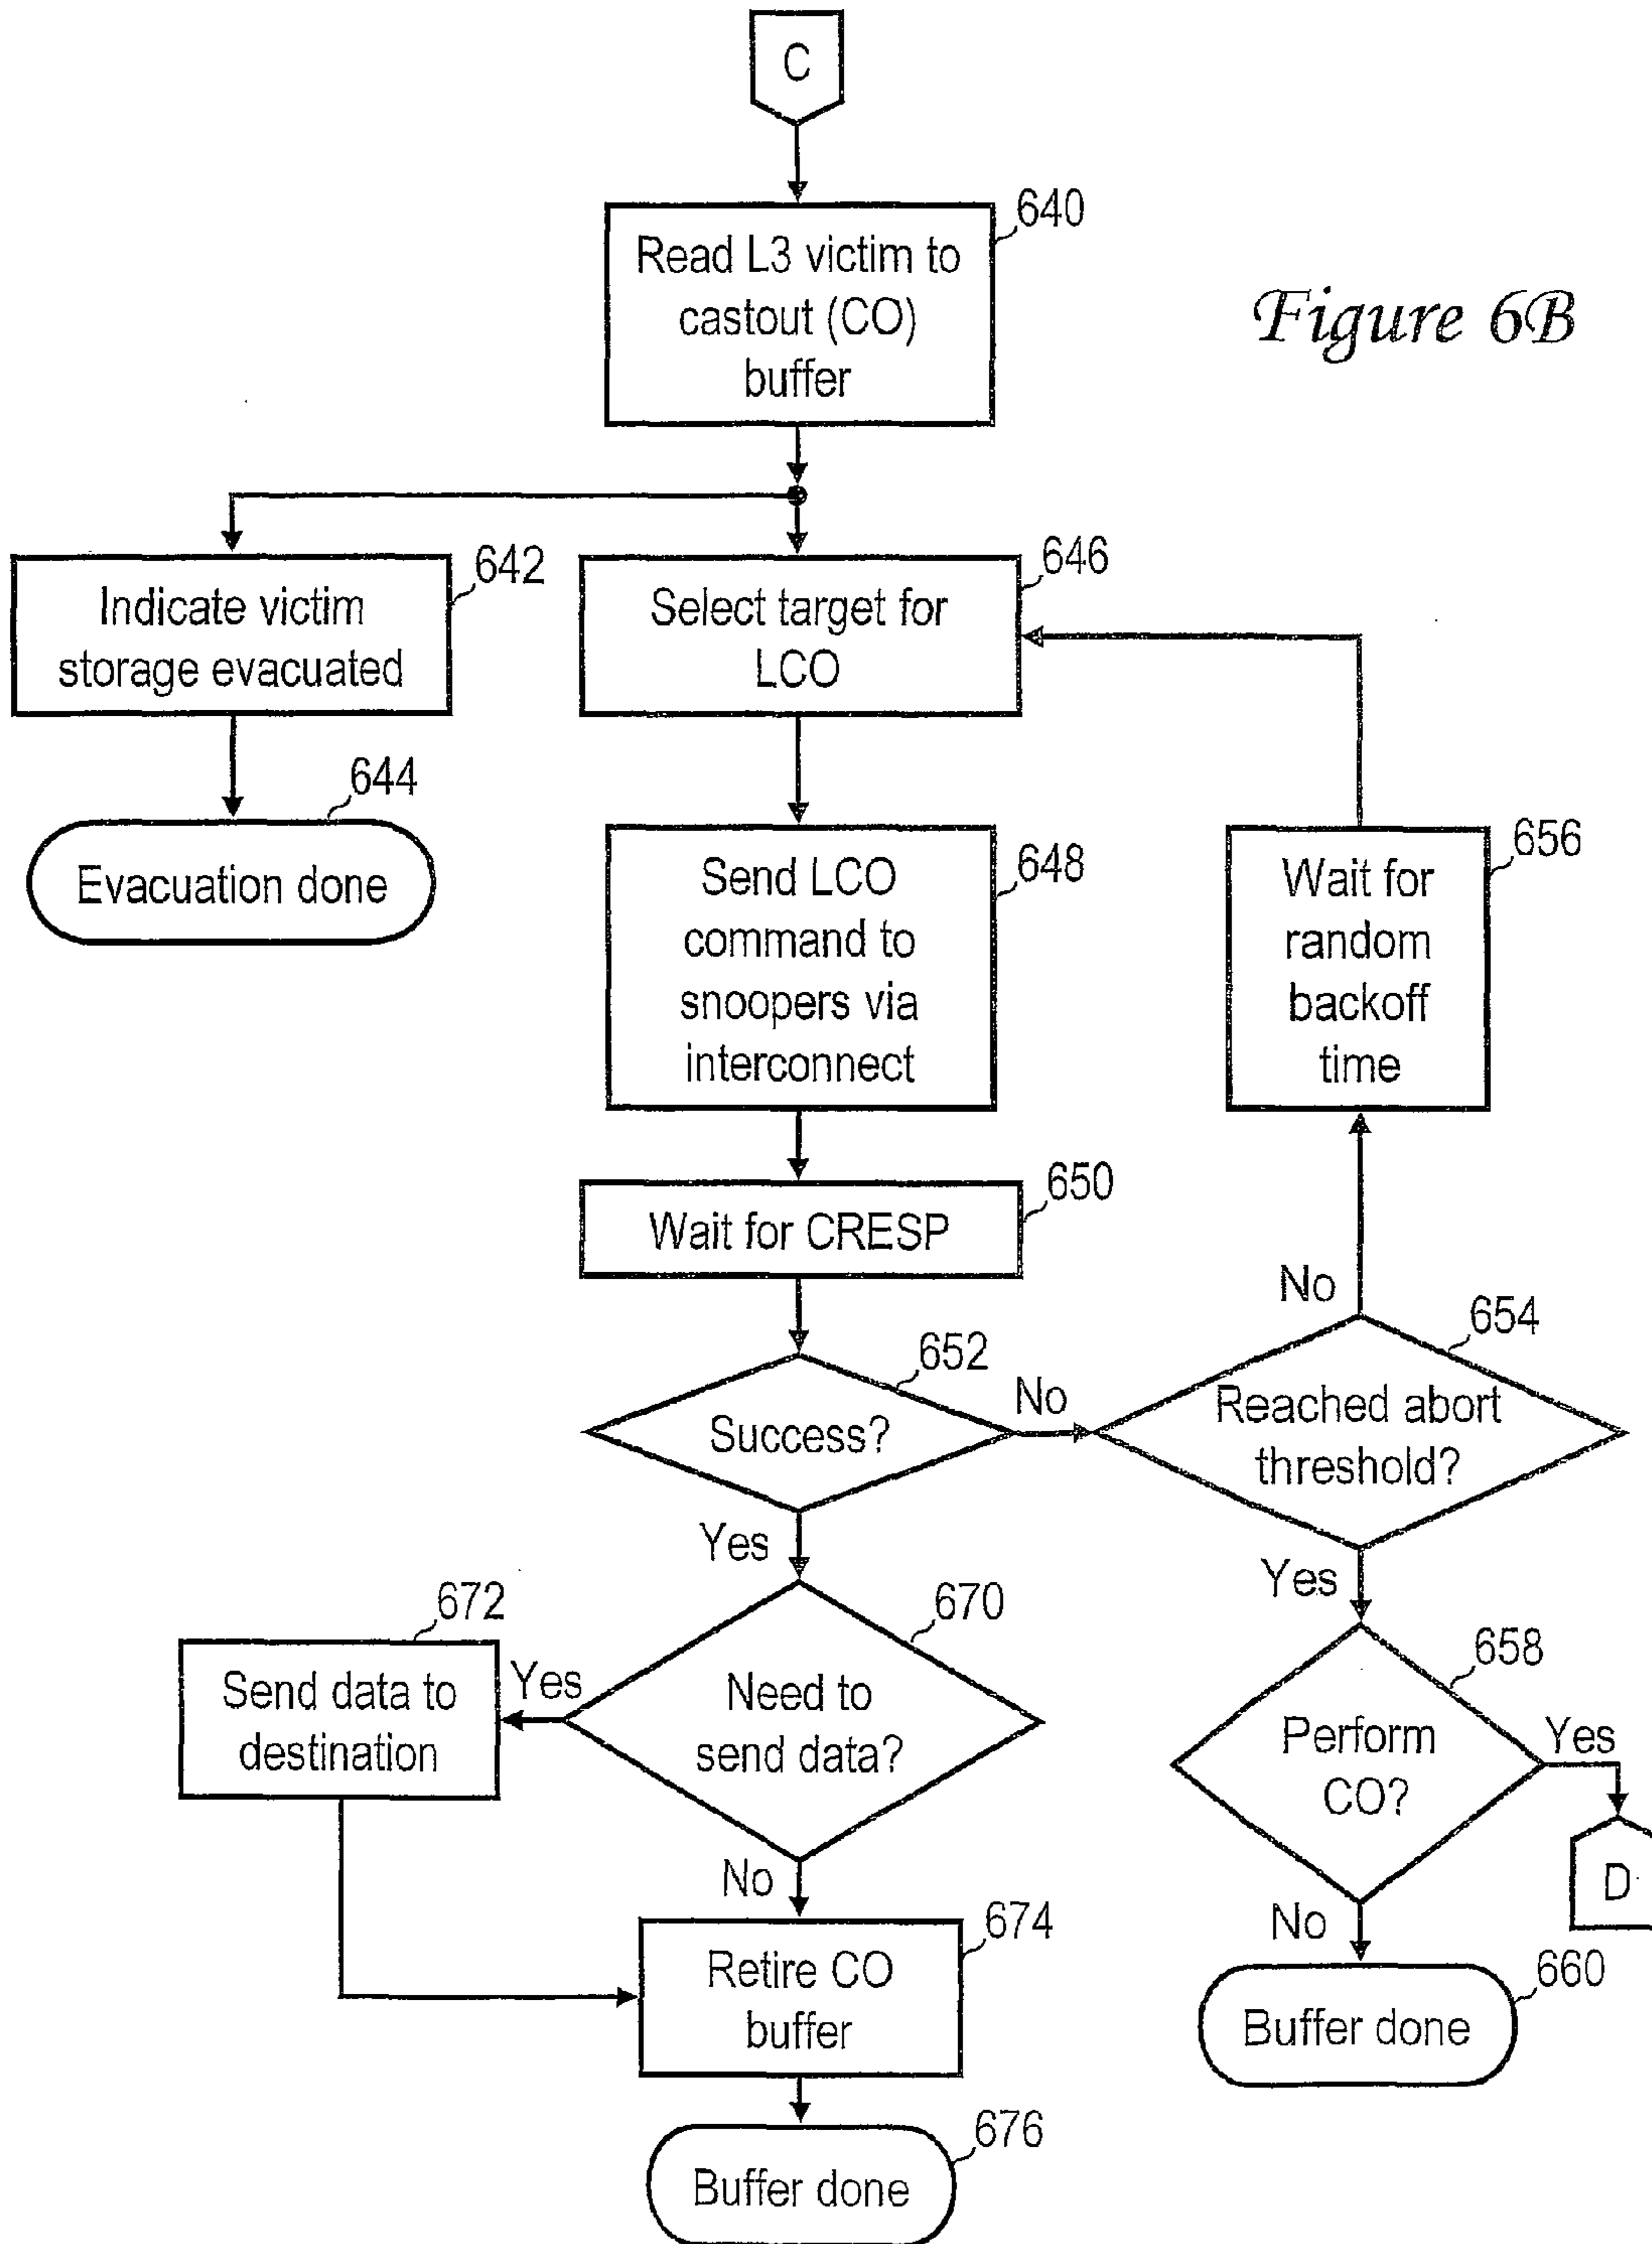 C
640
Read L3 victim to
castout (CO)
buffer
Figure 6B
642
Indicate victim
storage evacuated
646
Select target for
LCO
644
Evacuation done
648
Send LCO
command to
snoopers via
interconnect
656
Wait for
random
backoff
time
650
Wait for CRESP
No
654
Reached abort
threshold?
652
Success?
No
Yes
Yes
672
Send data to
destination
Yes
670
Need to
send data?
658
Perform
CO?
Yes
D
No
No
674
Retire CO
buffer
660
Buffer done
676
Buffer done